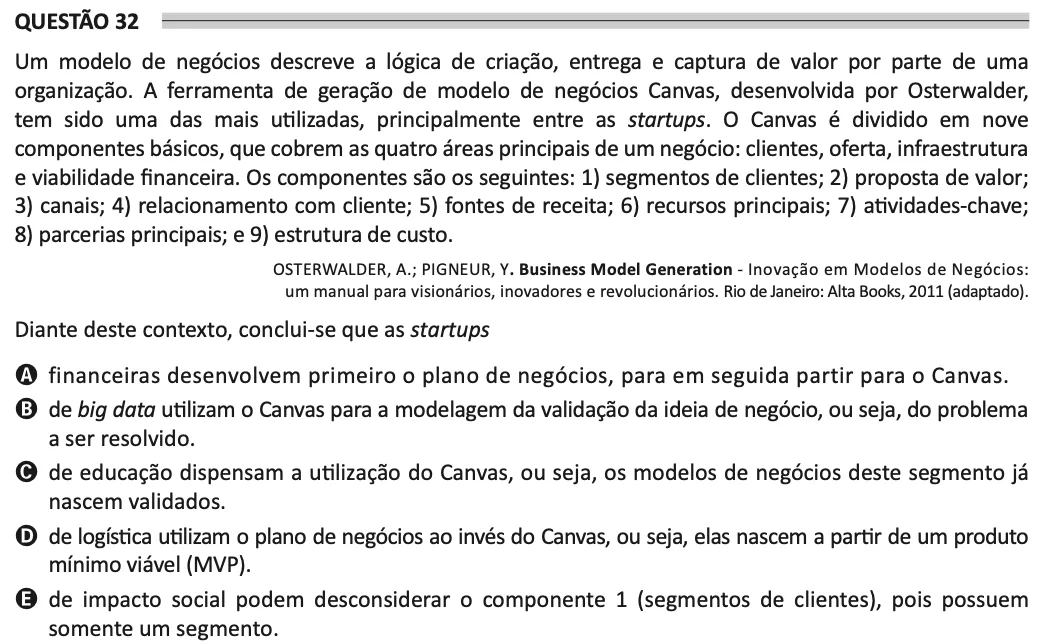 QUESTÃO 32
Um modelo de negócios descreve a lógica de criação, entrega e captura de valor por parte de uma
organização. A ferramenta de geração de modelo de negócios Canvas, desenvolvida por Osterwalder,
tem sido uma das mais utilizadas, principalmente entre as startups. O Canvas é dividido em nove
componentes básicos, que cobrem as quatro áreas principais de um negócio: clientes, oferta, infraestrutura
e viabilidade financeira. Os componentes são os seguintes: 1) segmentos de clientes; 2) proposta de valor;
3) canais; 4) relacionamento com cliente; 5) fontes de receita; 6) recursos principais; 7) atividades-chave;
8) parcerias principais; e 9) estrutura de custo.
OSTERWALDER, A.; PIGNEUR, Y. Business Model Generation - Inovação em Modelos de Negócios:
um manual para visionários, inovadores e revolucionários. Rio de Janeiro: Alta Books, 2011 (adaptado).
Diante deste contexto, conclui-se que as startups
A financeiras desenvolvem primeiro o plano de negócios, para em seguida partir para o Canvas.
B de big data utilizam o Canvas para a modelagem da validação da ideia de negócio, ou seja, do problema
a ser resolvido.
C de educação dispensam a utilização do Canvas, ou seja, os modelos de negócios deste segmento já
nascem validados.
D de logística utilizam o plano de negócios ao invés do Canvas, ou seja, elas nascem a partir de um produto
mínimo viável (MVP).
E de impacto social podem desconsiderar o componente 1 (segmentos de clientes), pois possuem
somente um segmento.